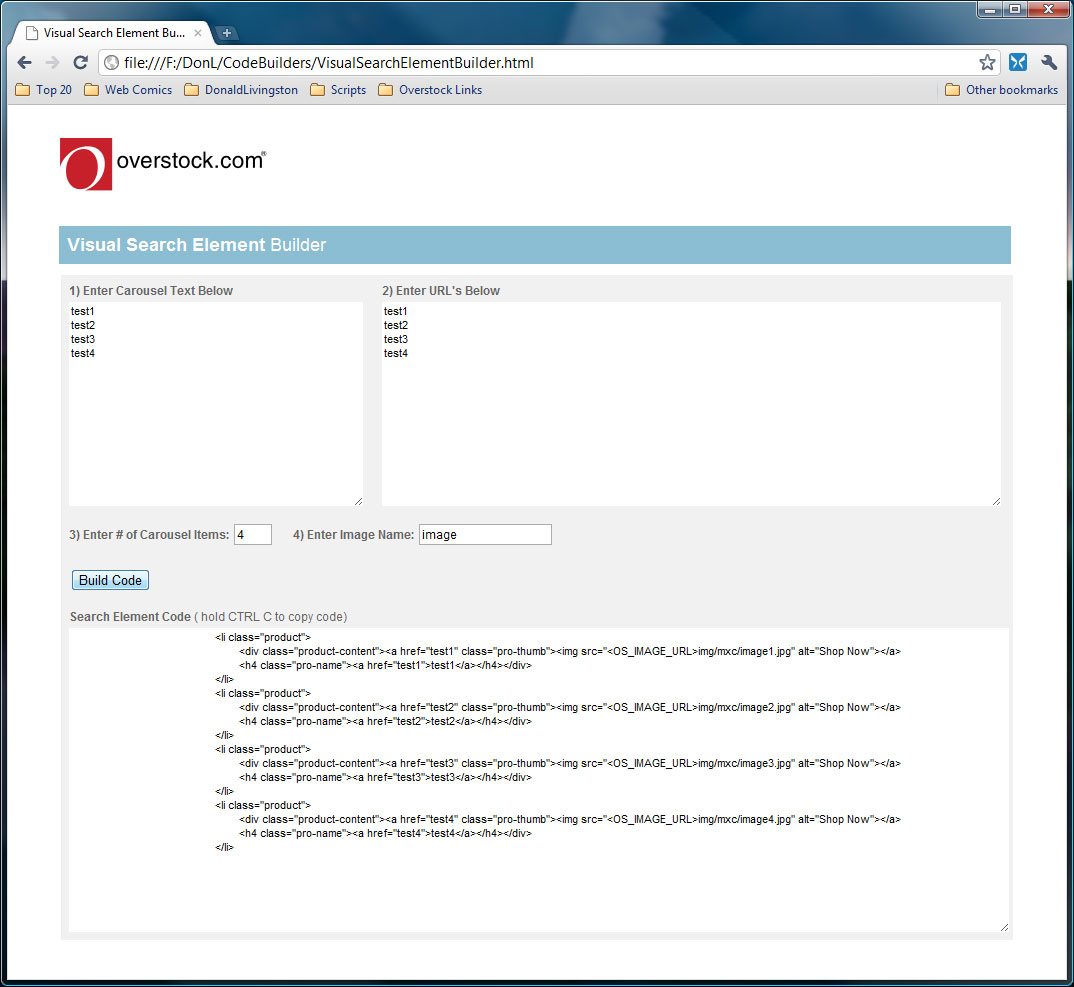 Visual Search Element Bu...
file:///F:/DonL/CodeBuilders/VisualSearchElementBuilder.html
Top 20 Web Comics DonaldLivingston Scripts Overstock Links Other bookmarks
overstock.com®
Visual Search Element Builder
1) Enter Carousel Text Below 2) Enter URL's Below
test1 test1
test2 test2
test3 test3
test4 test4
3) Enter # of Carousel Items: 4 4) Enter Image Name: image
Build Code
Search Element Code ( hold CTRL C to copy code)
<li class="product">
<div class="product-content"><a href="test1" class="pro-thumb"><img src="<OS_IMAGE_URL>img/mxc/image1.jpg" alt="Shop Now"></a>
<h4 class="pro-name"><a href="test1">test1</a></h4></div>
</li>
<li class="product">
<div class="product-content"><a href="test2" class="pro-thumb"><img src="<OS_IMAGE_URL>img/mxc/image2.jpg" alt="Shop Now"></a>
<h4 class="pro-name"><a href="test2">test2</a></h4></div>
</li>
<li class="product">
<div class="product-content"><a href="test3" class="pro-thumb"><img src="<OS_IMAGE_URL>img/mxc/image3.jpg" alt="Shop Now"></a>
<h4 class="pro-name"><a href="test3">test3</a></h4></div>
</li>
<li class="product">
<div class="product-content"><a href="test4" class="pro-thumb"><img src="<OS_IMAGE_URL>img/mxc/image4.jpg" alt="Shop Now"></a>
<h4 class="pro-name"><a href="test4">test4</a></h4></div>
</li>